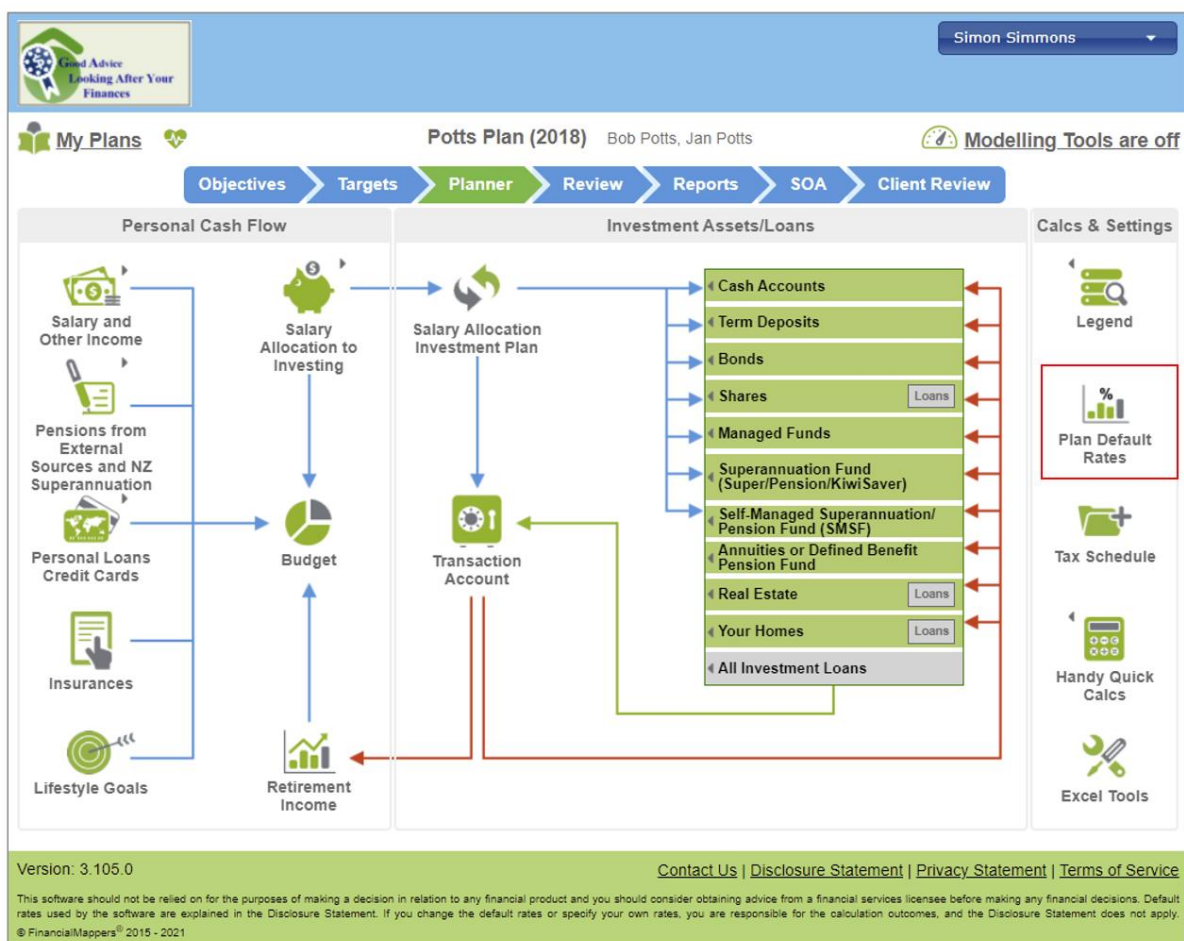 Good Advice
Looking After Your
Finances
Simon Simmons
My Plans
Potts Plan (2018) Bob Potts, Jan Potts
Modelling Tools are off
Objectives Targets Planner Review Reports SOA Client Review
Personal Cash Flow
Investment Assets/Loans
Calcs & Settings
Salary and
Other Income
Pensions from
External
Sources and NZ
Superannuation
Personal Loans
Credit Cards
Insurances
Lifestyle Goals
$
Salary
Allocation to
Investing
Budget
Retirement
Income
Salary Allocation
Investment Plan
Transaction
Account
Cash Accounts
Term Deposits
Bonds
Shares Loans
Managed Funds
Superannuation Fund
(Super/Pension/KiwiSaver)
Self-Managed Superannuation/
Pension Fund (SMSF)
Annuities or Defined Benefit
Pension Fund
Real Estate Loans
Your Homes Loans
All Investment Loans
Legend
%
Plan Default
Rates
Tax Schedule
Handy Quick
Calcs
Excel Tools
Version: 3.105.0
Contact Us | Disclosure Statement | Privacy Statement | Terms of Service
This software should not be relied on for the purposes of making a decision in relation to any financial product and you should consider obtaining advice from a financial services licensee before making any financial decisions. Default
rates used by the software are explained in the Disclosure Statement. If you change the default rates or specify your own rates, you are responsible for the calculation outcomes, and the Disclosure Statement does not apply.
© FinancialMappers® 2015 - 2021